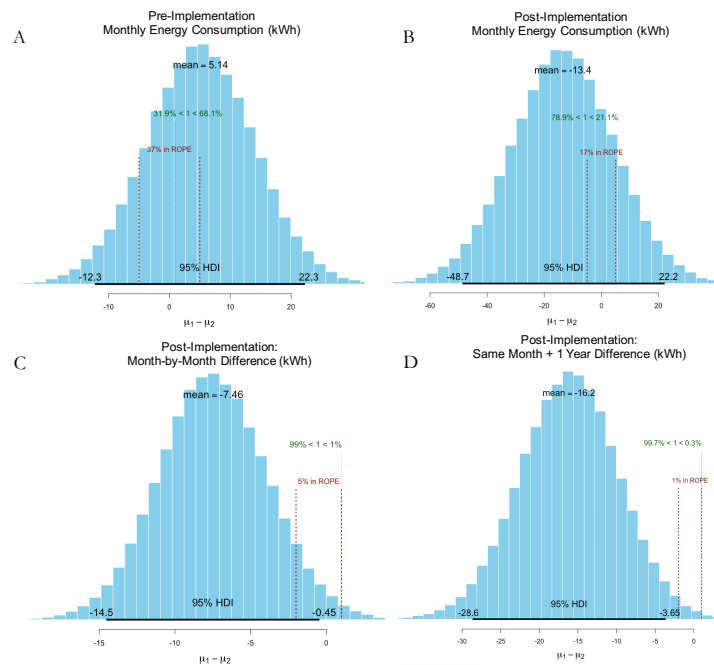 A
Pre-Implementation
Monthly Energy Consumption (kWh)
mean = 5.14
31.9% < 1 < 68.1%
37% in ROPE
95% HDI
-12.3
22.3
-10 0 10 20
μ1 − μ2
B
Post-Implementation
Monthly Energy Consumption (kWh)
mean = -13.4
78.9% < 1 < 21.1%
17% in ROPE
95% HDI
-48.7
22.2
-60 -40 -20 0 20
μ1 − μ2
C
Post-Implementation:
Month-by-Month Difference (kWh)
mean = -7.46
99% < 1 < 1%
5% in ROPE
95% HDI
-14.5
-0.45
-15 -10 -5 0
μ1 − μ2
D
Post-Implementation:
Same Month + 1 Year Difference (kWh)
mean = -16.2
99.7% < 1 < 0.3%
1% in ROPE
95% HDI
-28.6
-3.65
-30 -25 -20 -15 -10 -5 0
μ1 − μ2